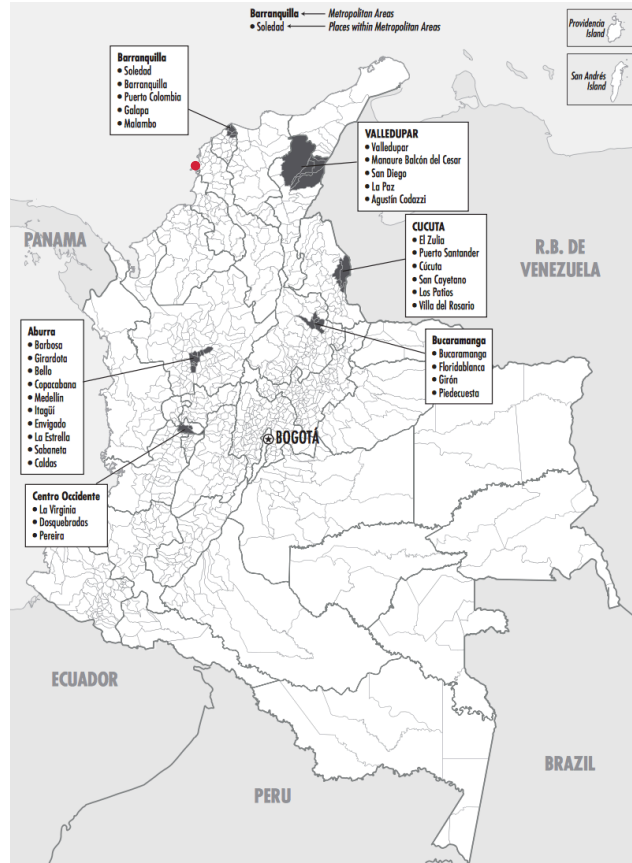 Barranquilla Metropolitan Areas
• Soledad Places within Metropolitan Areas
Providencia
Island
San Andrés
Island
Barranquilla
• Soledad
• Barranquilla
• Puerto Colombia
• Galapa
• Malambo
VALLEDUPAR
• Valledupar
• Manaure Balcón del Cesar
• San Diego
• La Paz
• Agustín Codazzi
PANAMA
CUCUTA
• El Zulia
• Puerto Santander
• Cúcuta
• San Cayetano
• Los Patios
• Villa del Rosario
R.B. DE
VENEZUELA
Aburra
• Barbosa
• Girardota
• Bello
• Copacabana
• Medellín
• Itagüí
• Envigado
• La Estrella
• Sabaneta
• Caldas
Bucaramanga
• Bucaramanga
• Floridablanca
• Girón
• Piedecuesta
BOGOTÁ
Centro Occidente
• La Virginia
• Dosquebradas
• Pereira
ECUADOR
BRAZIL
PERU